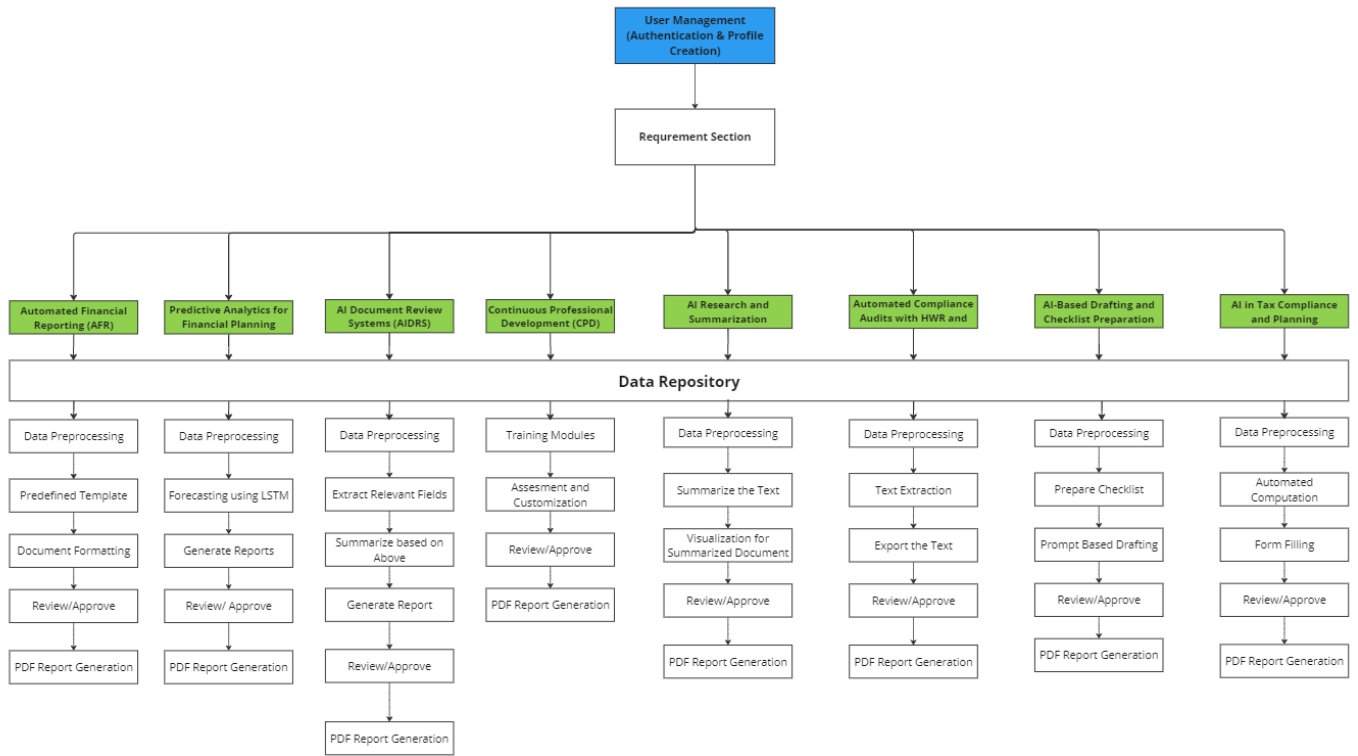 User Management
(Authentication & Profile
Creation)
Requrement Section
Automated Financial
Reporting (AFR)
Predictive Analytics for
Financial Planning
AI Document Review
Systems (AIDRS)
Continuous Professional
Development (CPD)
AI Research and
Summarization
Automated Compliance
Audits with HWR and
AI-Based Drafting and
Checklist Preparation
AI in Tax Compliance
and Planning
Data Repository
Data Preprocessing
Predefined Template
Document Formatting
Review/Approve
PDF Report Generation
Data Preprocessing
Forecasting using LSTM
Generate Reports
Review/ Approve
PDF Report Generation
Data Preprocessing
Extract Relevant Fields
Summarize based on
Above
Generate Report
Review/Approve
PDF Report Generation
Training Modules
Assesment and
Customization
Review/Approve
PDF Report Generation
Data Preprocessing
Summarize the Text
Visualization for
Summarized Document
Review/Approve
PDF Report Generation
Data Preprocessing
Text Extraction
Export the Text
Review/Approve
PDF Report Generation
Data Preprocessing
Prepare Checklist
Prompt Based Drafting
Review/Approve
PDF Report Generation
Data Preprocessing
Automated
Computation
Form Filling
Review/Approve
PDF Report Generation